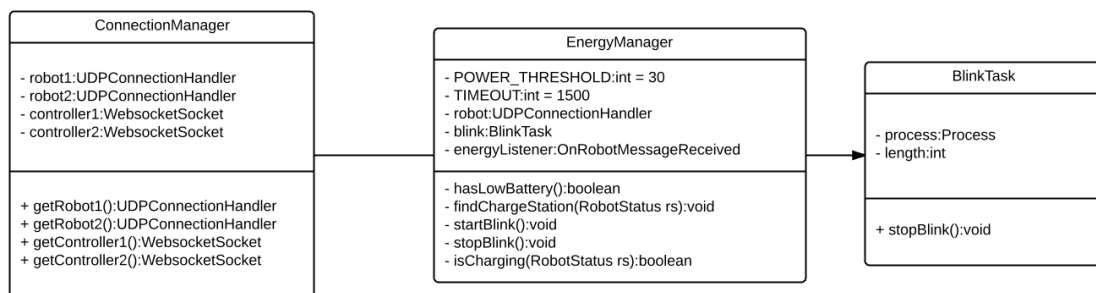 ConnectionManager
- robot1:UDPConnectionHandler
- robot2:UDPConnectionHandler
- controller1:WebsocketSocket
- controller2:WebsocketSocket
+ getRobot1():UDPConnectionHandler
+ getRobot2():UDPConnectionHandler
+ getController1():WebsocketSocket
+ getController2():WebsocketSocket
EnergyManager
- POWER_THRESHOLD:int = 30
- TIMEOUT:int = 1500
- robot:UDPConnectionHandler
- blink:BlinkTask
- energyListener:OnRobotMessageReceived
- hasLowBattery():boolean
- findChargeStation(RobotStatus rs):void
- startBlink():void
- stopBlink():void
- isCharging(RobotStatus rs):boolean
BlinkTask
- process:Process
- length:int
+ stopBlink():void